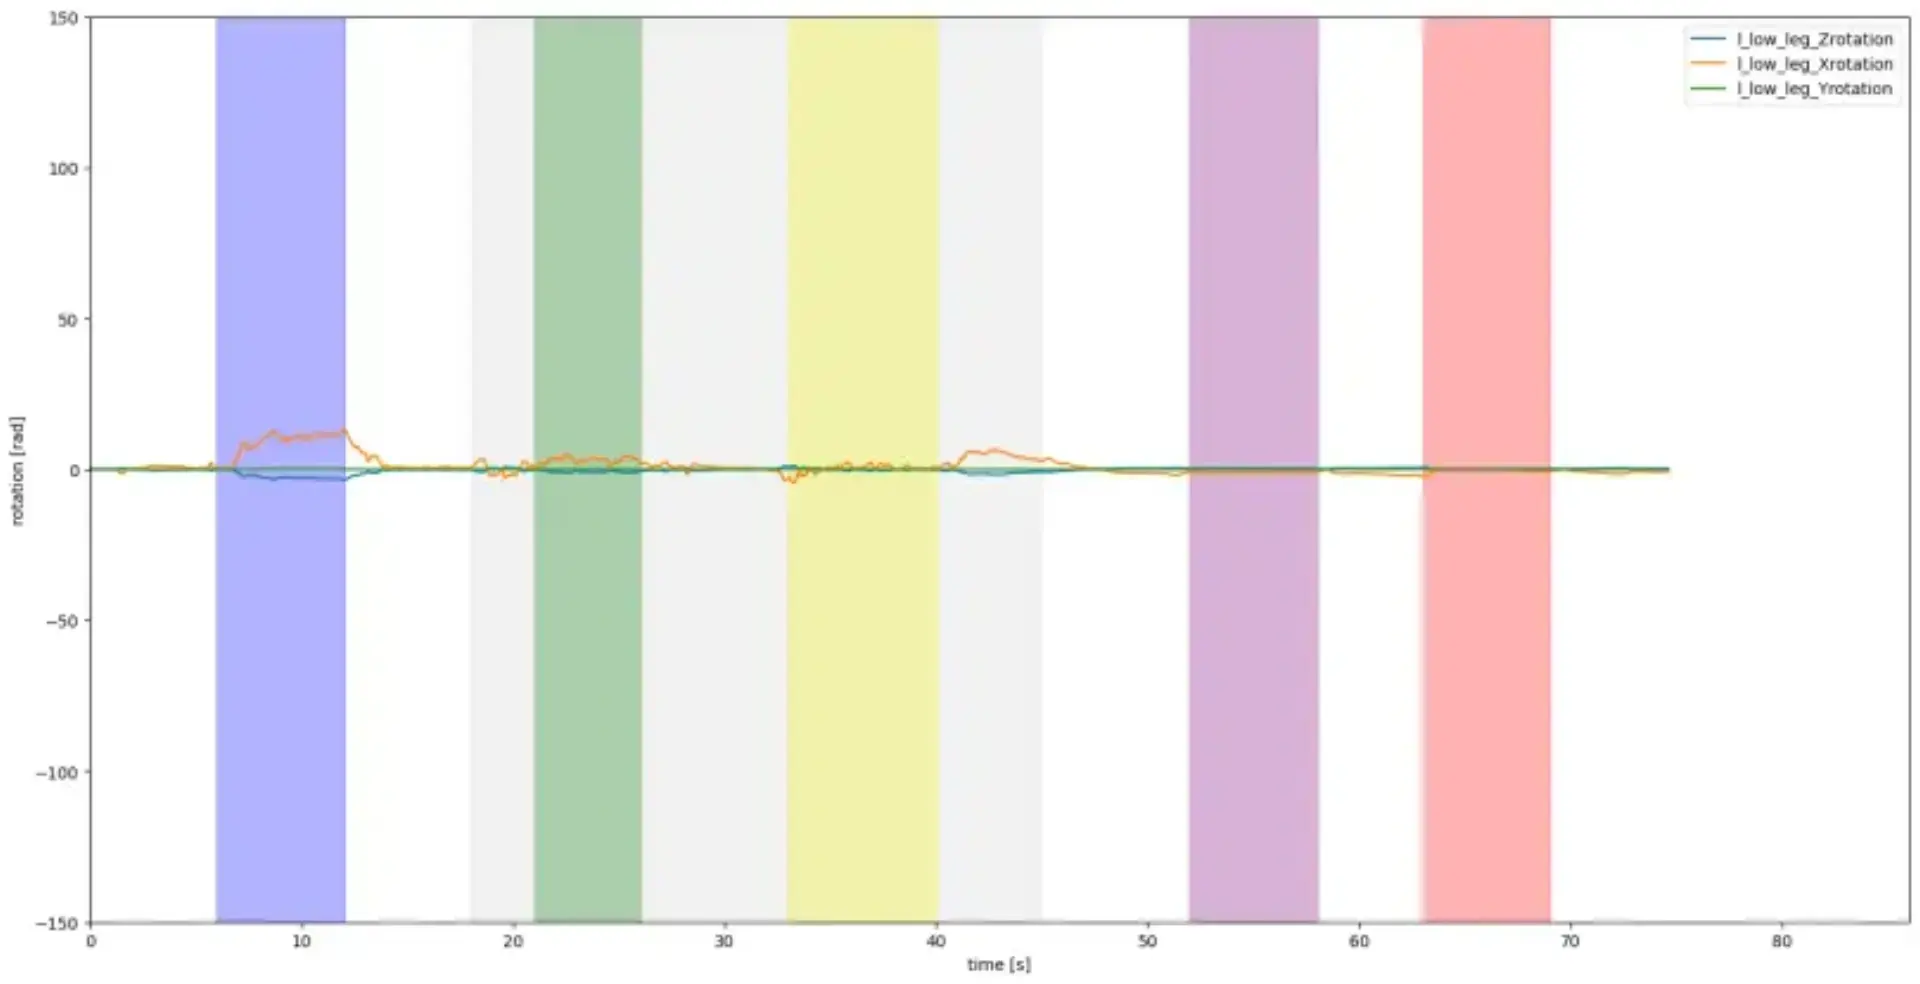 150
100
50
0
−50
−100
−150
rotation [rad]
l_low_leg_Zrotation
l_low_leg_Xrotation
l_low_leg_Yrotation
0 10 20 30 40 50 60 70 80
time [s]